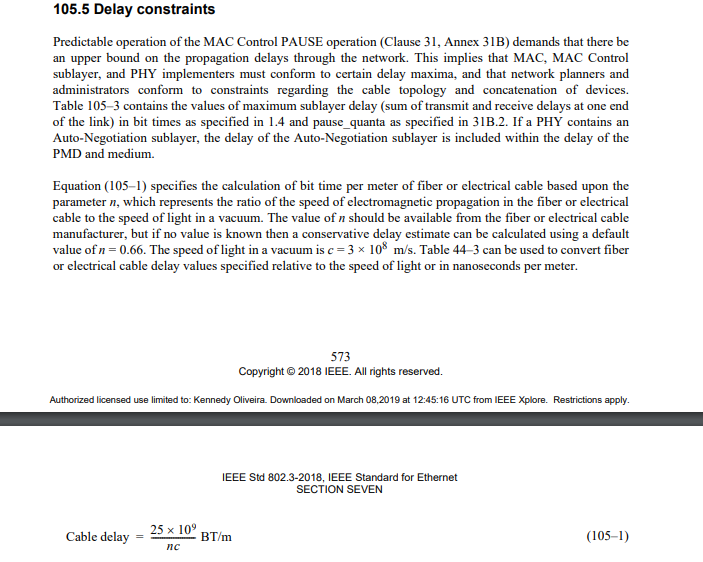 105.5 Delay constraints
Predictable operation of the MAC Control PAUSE operation (Clause 31, Annex 31B) demands that there be
an upper bound on the propagation delays through the network. This implies that MAC, MAC Control
sublayer, and PHY implementers must conform to certain delay maxima, and that network planners and
administrators conform to constraints regarding the cable topology and concatenation of devices.
Table 105–3 contains the values of maximum sublayer delay (sum of transmit and receive delays at one end
of the link) in bit times as specified in 1.4 and pause_quanta as specified in 31B.2. If a PHY contains an
Auto-Negotiation sublayer, the delay of the Auto-Negotiation sublayer is included within the delay of the
PMD and medium.
Equation (105–1) specifies the calculation of bit time per meter of fiber or electrical cable based upon the
parameter n, which represents the ratio of the speed of electromagnetic propagation in the fiber or electrical
cable to the speed of light in a vacuum. The value of n should be available from the fiber or electrical cable
manufacturer, but if no value is known then a conservative delay estimate can be calculated using a default
value of n = 0.66. The speed of light in a vacuum is c = 3 × 10⁸ m/s. Table 44–3 can be used to convert fiber
or electrical cable delay values specified relative to the speed of light or in nanoseconds per meter.
573
Copyright © 2018 IEEE. All rights reserved.
Authorized licensed use limited to: Kennedy Oliveira. Downloaded on March 08,2019 at 12:45:16 UTC from IEEE Xplore. Restrictions apply.
IEEE Std 802.3-2018, IEEE Standard for Ethernet
SECTION SEVEN
Cable delay = 25 × 10⁹ / nc BT/m (105–1)